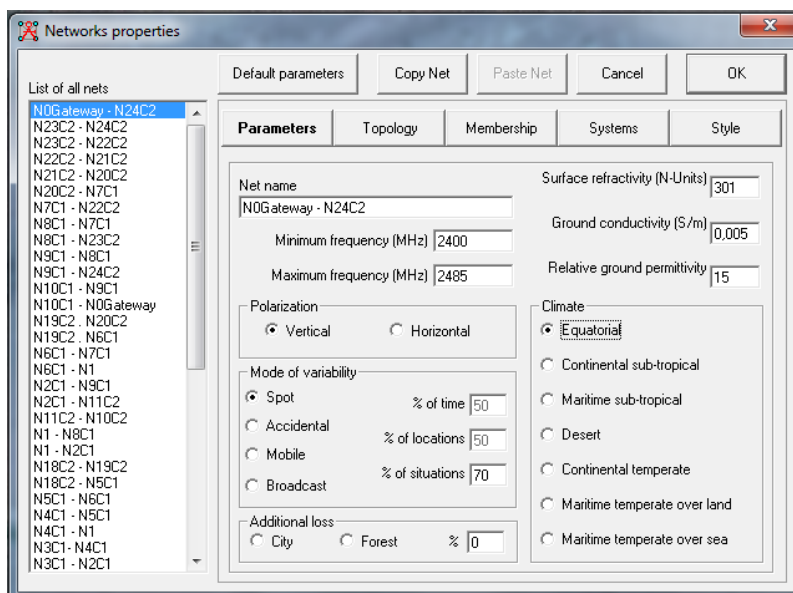 Networks properties
List of all nets
N0Gateway - N24C2
N23C2 - N24C2
N23C2 - N22C2
N22C2 - N21C2
N21C2 - N20C2
N20C2 - N7C1
N7C1 - N22C2
N8C1 - N7C1
N8C1 - N23C2
N9C1 - N8C1
N9C1 - N24C2
N10C1 - N9C1
N10C1 - N0Gateway
N19C2 . N20C2
N19C2 . N6C1
N6C1 - N7C1
N6C1 - N1
N2C1 - N9C1
N2C1 - N11C2
N11C2 - N10C2
N1 - N8C1
N1 - N2C1
N18C2 - N19C2
N18C2 - N5C1
N5C1 - N6C1
N4C1 - N5C1
N4C1 - N1
N3C1- N4C1
N3C1 - N2C1
Default parameters Copy Net Paste Net Cancel OK
Parameters Topology Membership Systems Style
Net name
N0Gateway - N24C2
Minimum frequency (MHz) 2400
Maximum frequency (MHz) 2485
Surface refractivity (N-Units) 301
Ground conductivity (S/m) 0,005
Relative ground permittivity 15
Polarization
Vertical Horizontal
Mode of variability
Spot
Accidental
Mobile
Broadcast
% of time 50
% of locations 50
% of situations 70
Additional loss
City Forest % 0
Climate
Equatorial
Continental sub-tropical
Maritime sub-tropical
Desert
Continental temperate
Maritime temperate over land
Maritime temperate over sea